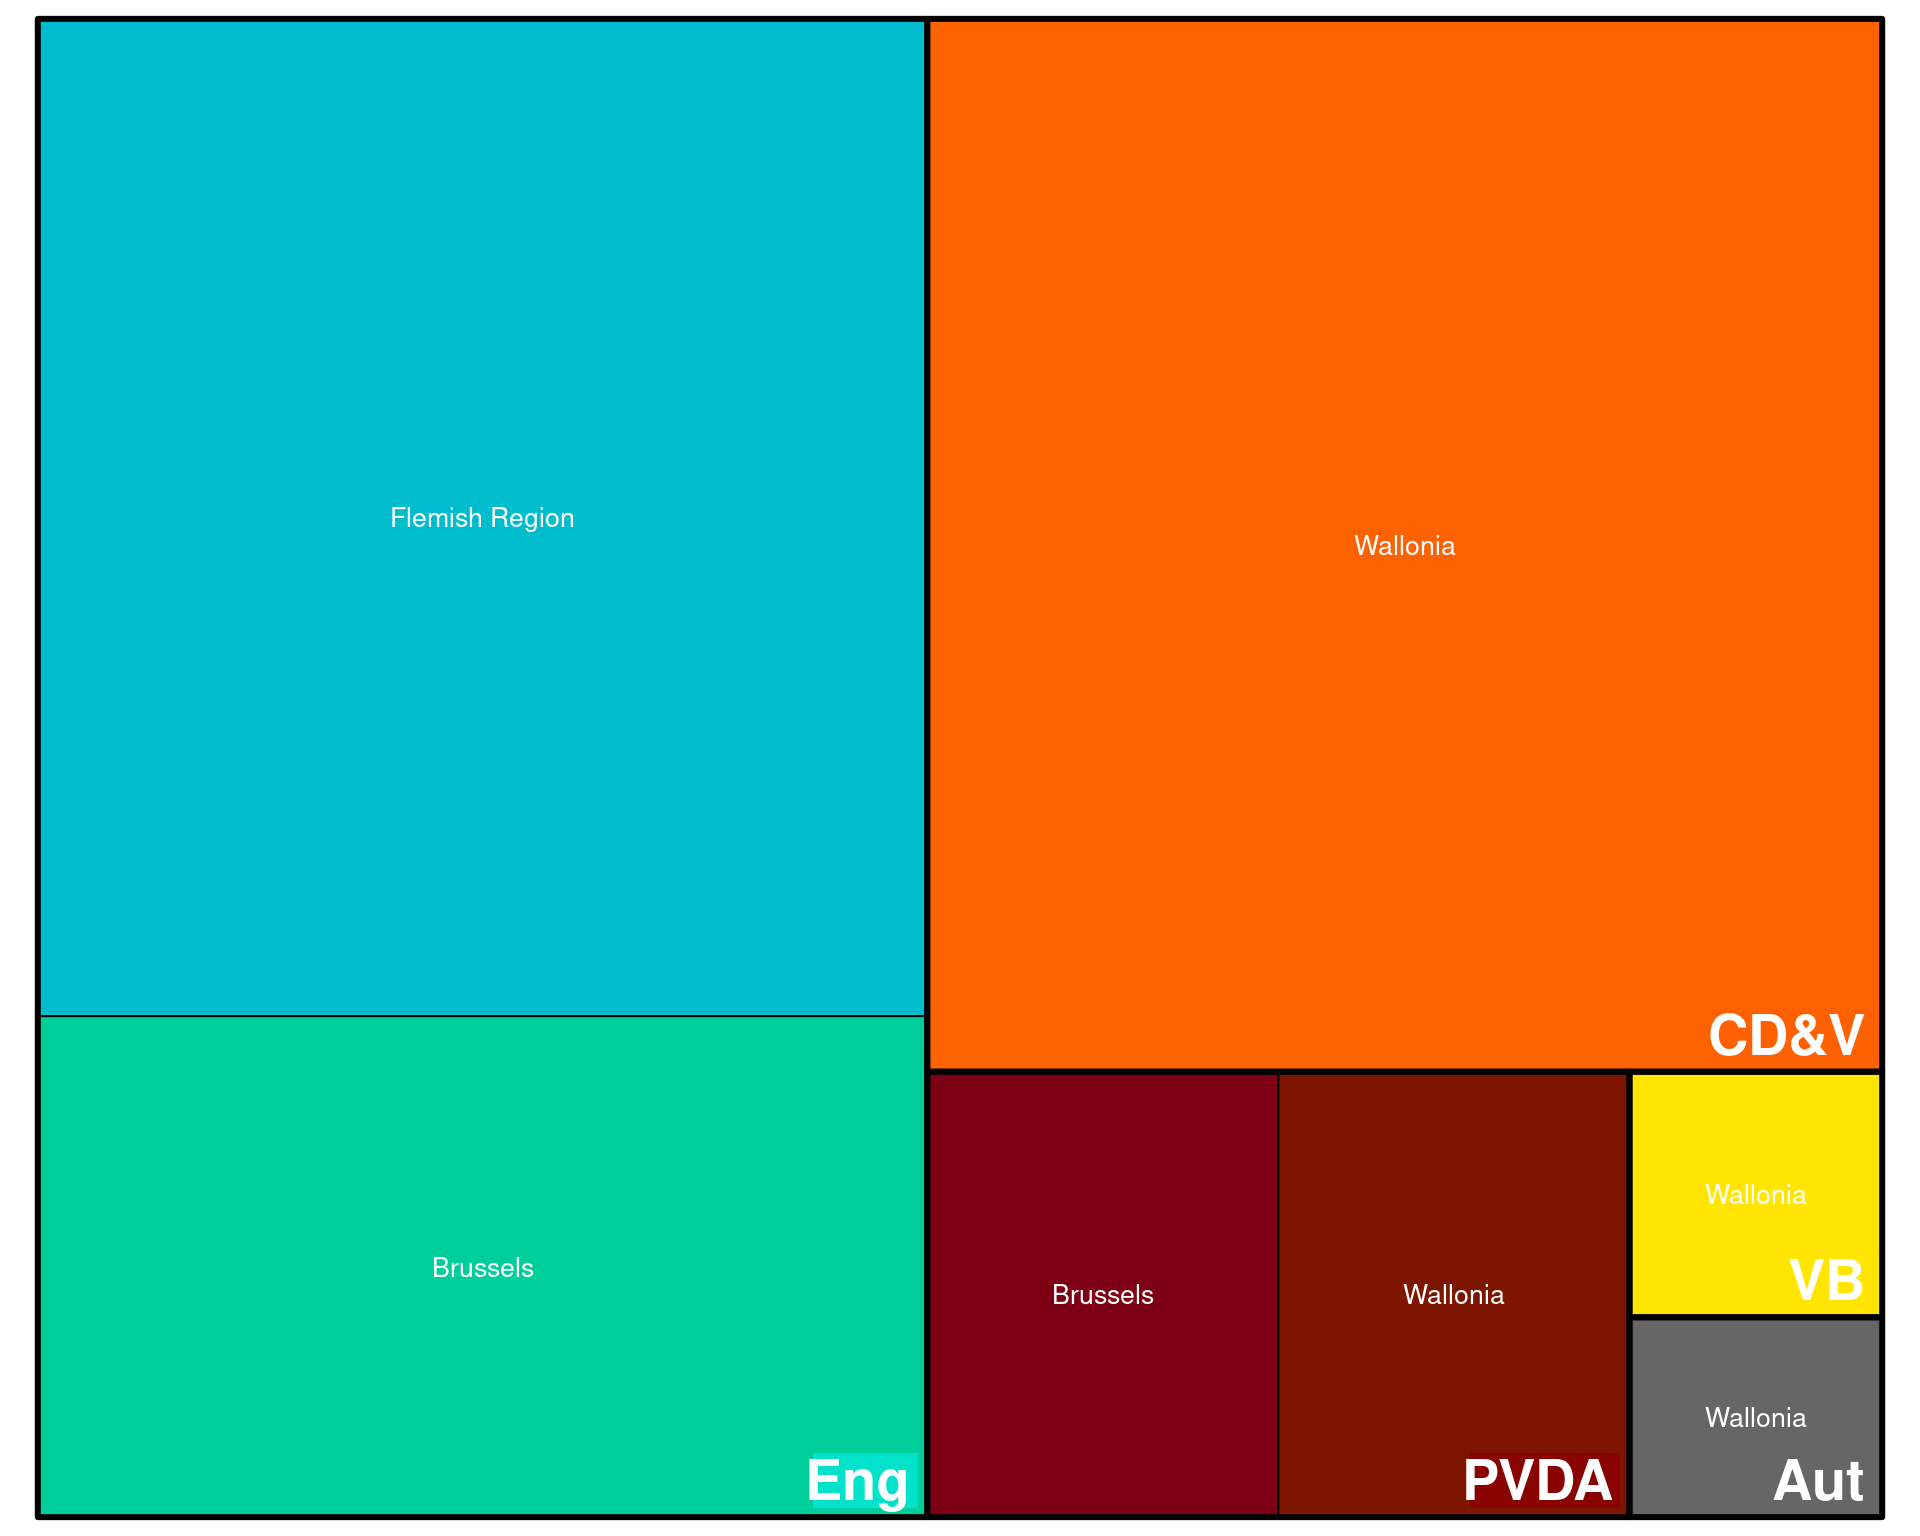 Flemish Region
Brussels
Eng
Wallonia
CD&V
Brussels
Wallonia
PVDA
Wallonia
VB
Wallonia
Aut